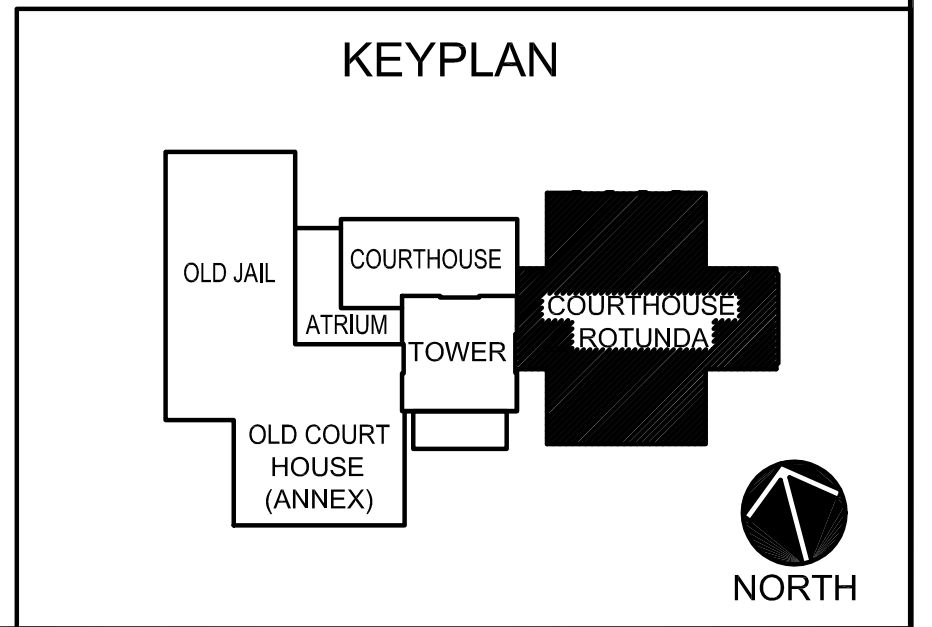 KEYPLAN
OLD JAIL
COURTHOUSE
ATRIUM
TOWER
COURTHOUSE
ROTUNDA
OLD COURT
HOUSE
(ANNEX)
NORTH